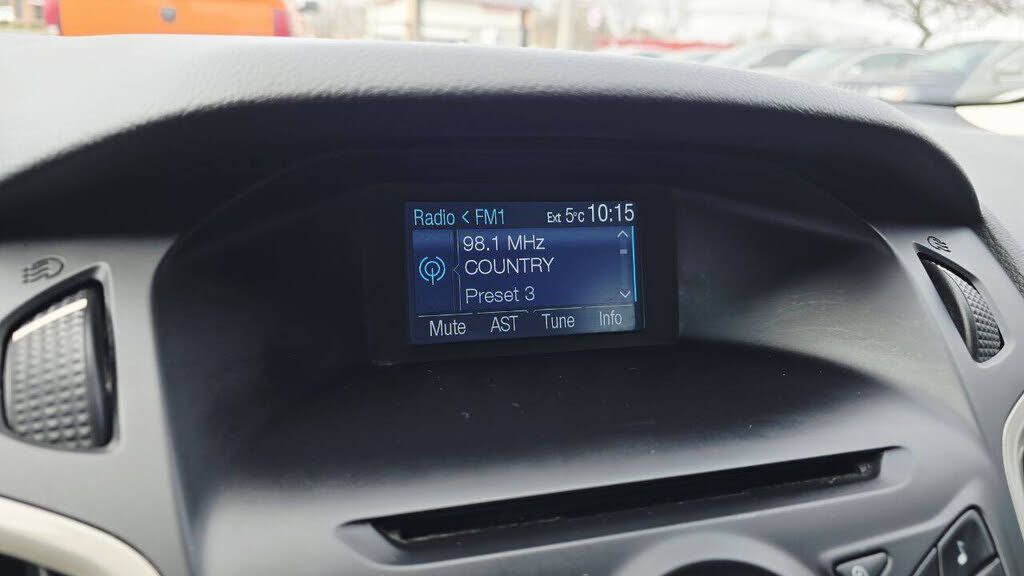 Radio < FM1 Ext 5°C 10:15
98.1 MHz
COUNTRY
Preset 3
Mute AST Tune Info